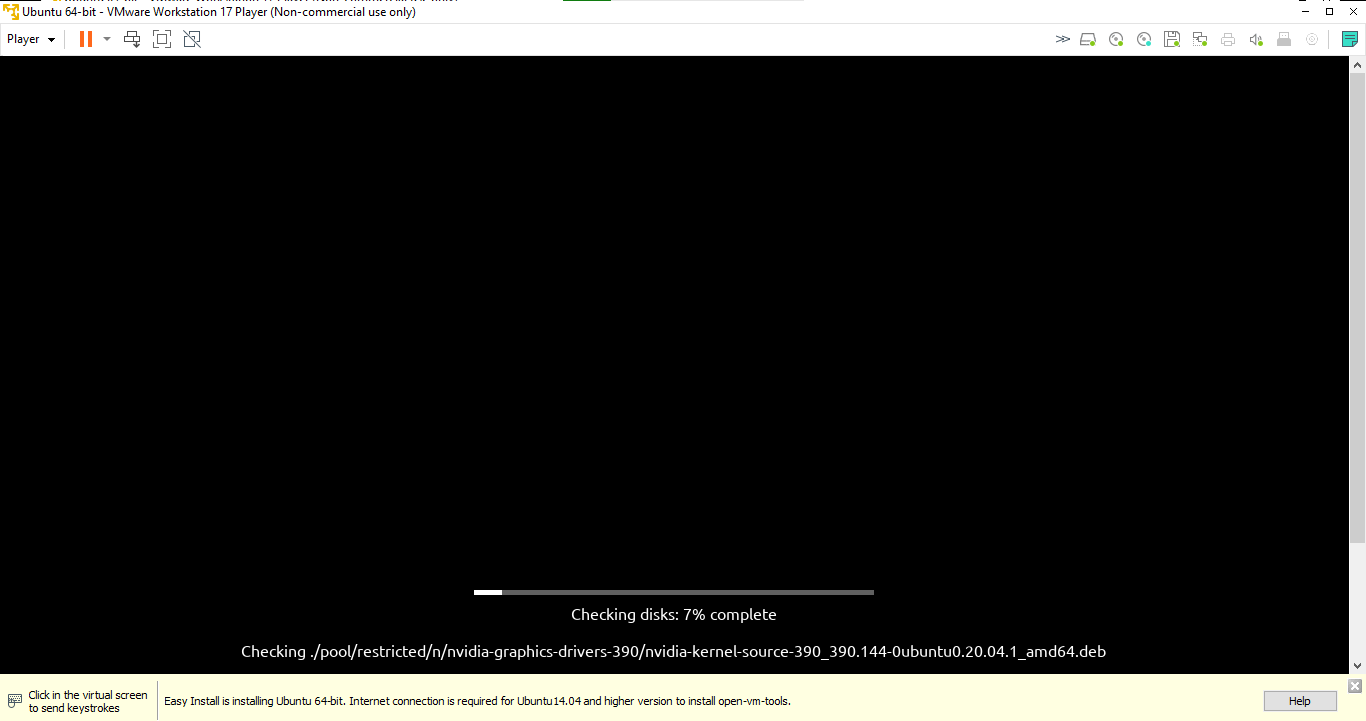 Ubuntu 64-bit - VMware Workstation 17 Player (Non-commercial use only)
Player
Checking disks: 7% complete
Checking ./pool/restricted/n/nvidia-graphics-drivers-390/nvidia-kernel-source-390_390.144-0ubuntu0.20.04.1_amd64.deb
Click in the virtual screen
to send keystrokes
Easy Install is installing Ubuntu 64-bit. Internet connection is required for Ubuntu14.04 and higher version to install open-vm-tools.
Help